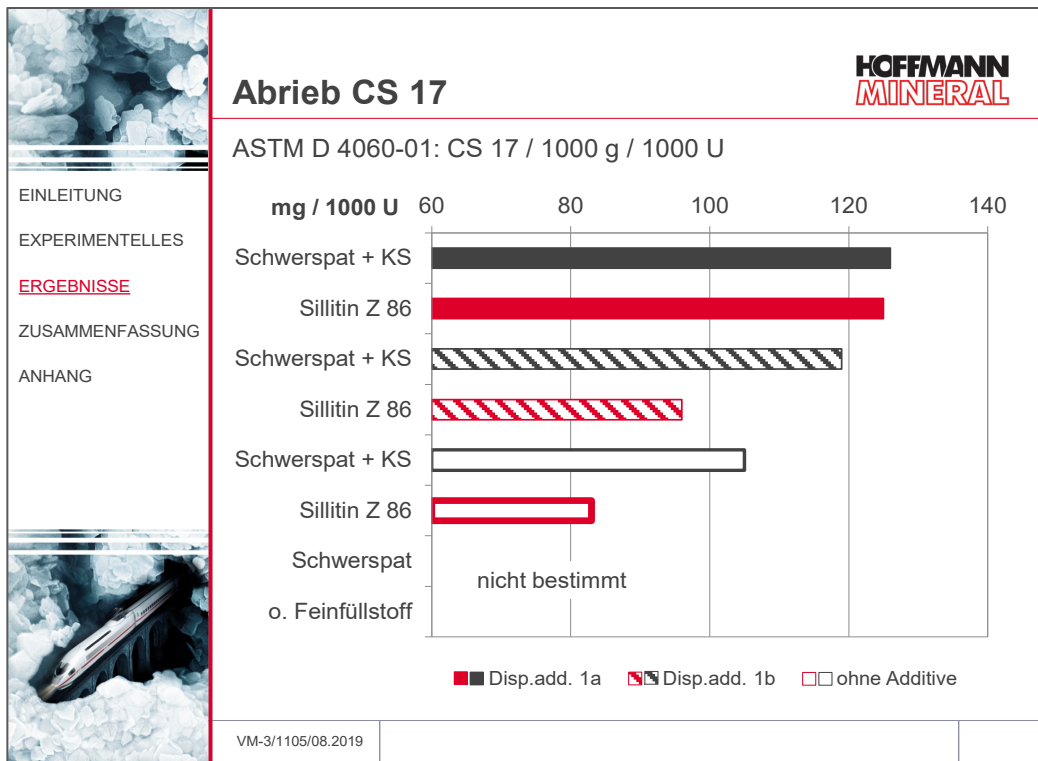 Abrieb CS 17
HOFFMANN
MINERAL
ASTM D 4060-01: CS 17 / 1000 g / 1000 U
EINLEITUNG
EXPERIMENTELLES
ERGEBNISSE
ZUSAMMENFASSUNG
ANHANG
mg / 1000 U 60 80 100 120 140
Schwerspat + KS
Sillitin Z 86
Schwerspat + KS
Sillitin Z 86
Schwerspat + KS
Sillitin Z 86
Schwerspat
nicht bestimmt
o. Feinfüllstoff
Disp.add. 1a Disp.add. 1b ohne Additive
VM-3/1105/08.2019